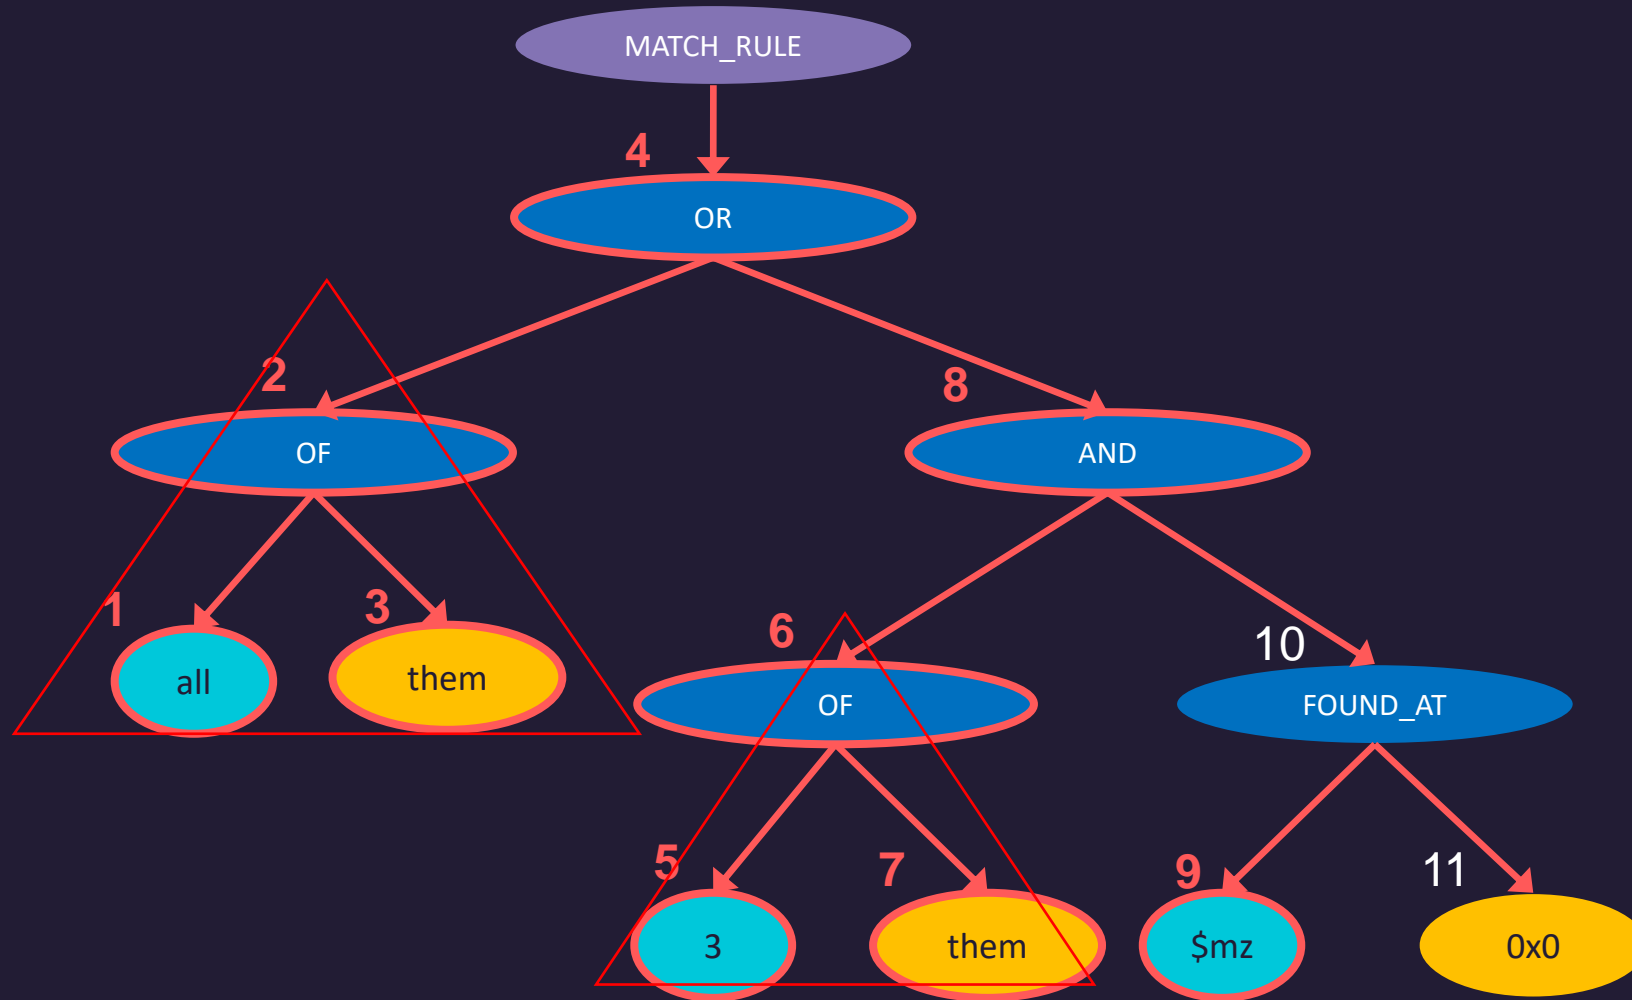 MATCH_RULE
4
OR
2
8
OF
AND
1
3
all
them
6
10
OF
FOUND_AT
5
7
9
11
3
them
$mz
0x0